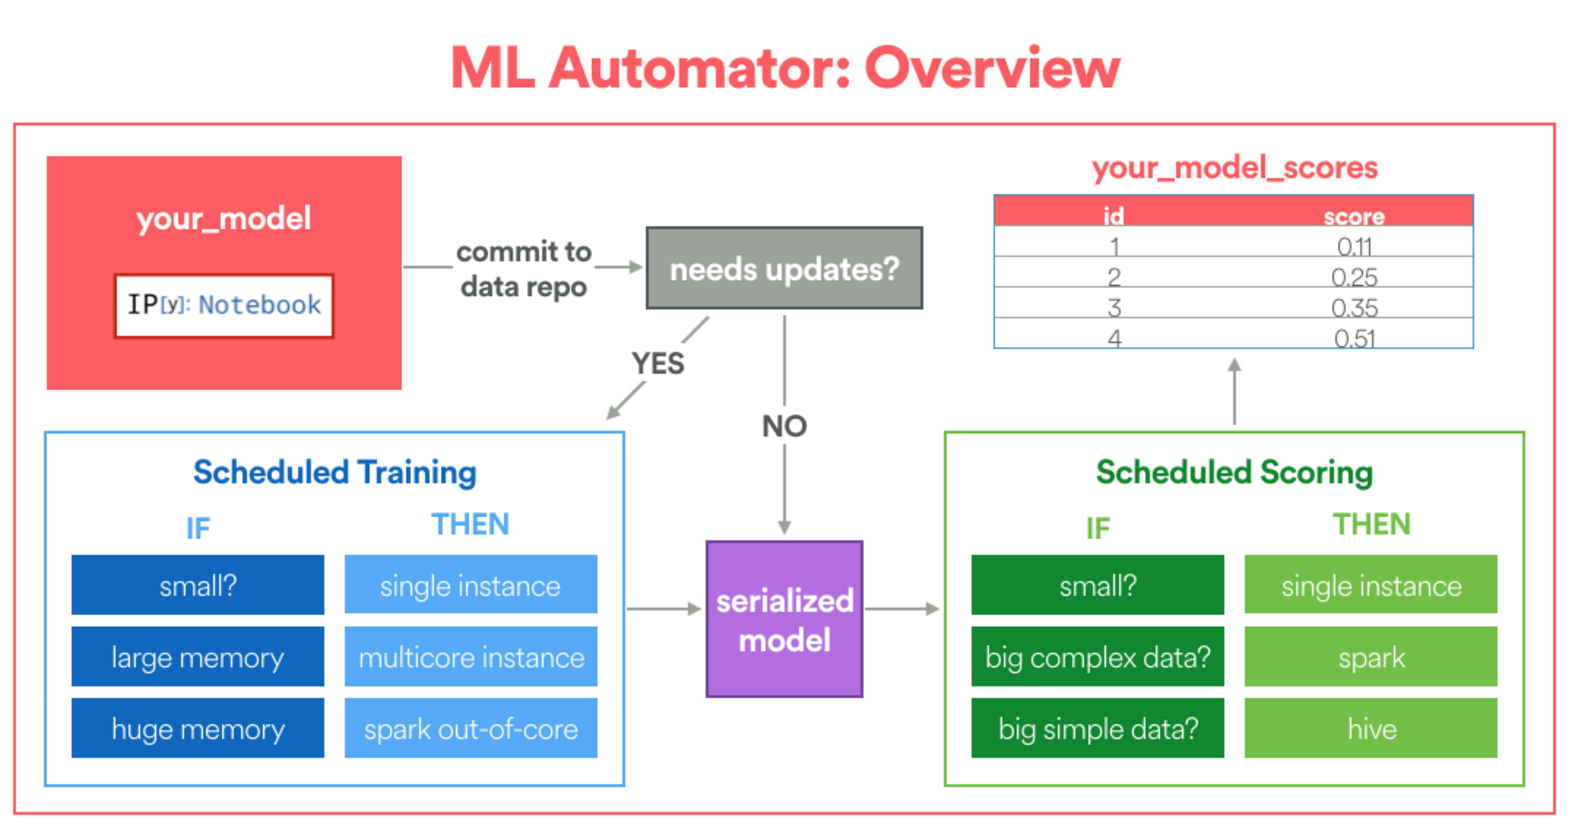 ML Automator: Overview
your_model
IP[y]: Notebook
commit to
data repo
needs updates?
YES
NO
your_model_scores
id score
1 0.11
2 0.25
3 0.35
4 0.51
Scheduled Training
IF THEN
small? single instance
large memory multicore instance
huge memory spark out-of-core
serialized
model
Scheduled Scoring
IF THEN
small? single instance
big complex data? spark
big simple data? hive